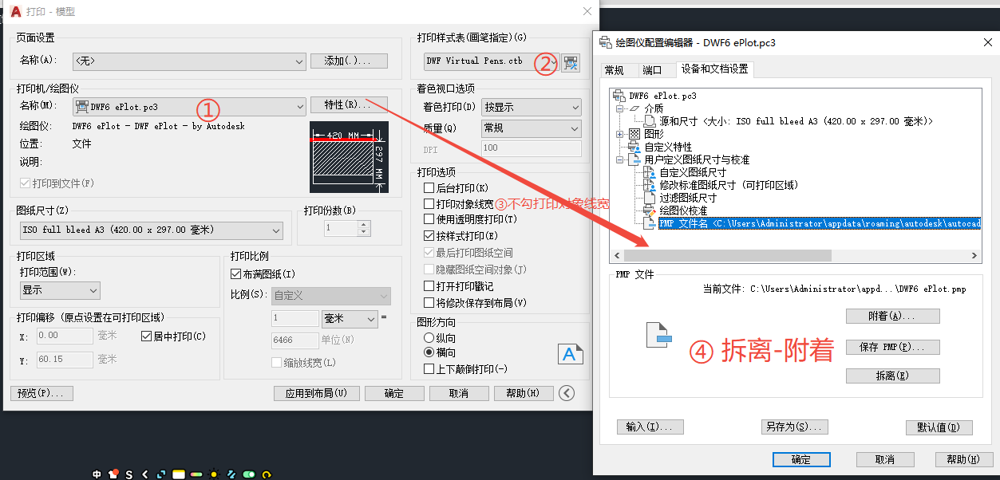 打印 - 模型
页面设置
名称(A):
<无>
添加(.)...
打印机/绘图仪
名称(M):
DWF6 ePlot.pc3
①
特性(R)...
绘图仪:
DWF6 ePlot - DWF ePlot - by Autodesk
位置:
文件
说明:
打印到文件(F)
420 MM
297 MM
图纸尺寸(Z)
ISO full bleed A3 (420.00 x 297.00 毫米)
打印份数(B)
1
打印区域
打印范围(W):
显示
打印比例
布满图纸(I)
比例(S):
自定义
1
毫米
=
6466
单位(N)
缩放线宽(L)
打印偏移（原点设置在可打印区域）
X:
0.00
毫米
居中打印(C)
Y:
60.15
毫米
预览(P)...
应用到布局(U)
确定
取消
帮助(H)
打印样式表(画笔指定)(G)
DWF Virtual Pens.ctb
②
着色视口选项
着色打印(D)
按显示
质量(Q)
常规
DPI
100
打印选项
后台打印(K)
打印对象线宽
③不勾打印对象线宽
使用透明度打印(T)
按样式打印(E)
最后打印图纸空间
隐藏图纸空间对象(J)
打开打印戳记
将修改保存到布局(V)
图形方向
纵向
横向
上下颠倒打印(-)
A
绘图仪配置编辑器 - DWF6 ePlot.pc3
常规
端口
设备和文档设置
DWF6 ePlot.pc3
介质
源和尺寸 <大小: ISO full bleed A3 (420.00 x 297.00 毫米)>
图形
自定义特性
用户定义图纸尺寸与校准
自定义图纸尺寸
修改标准图纸尺寸（可打印区域）
过滤图纸尺寸
绘图仪校准
PMP 文件名 <C:\Users\Administrator\appdata\roaming\autodesk\autocad
PMP 文件
当前文件: C:\Users\Administrator\appd...\DWF6 ePlot.pmp
附着(A)...
④ 拆离-附着
保存 PMP(P)...
拆离(E)
输入(I)...
另存为(S)...
默认值(D)
确定
取消
帮助(H)
中
S